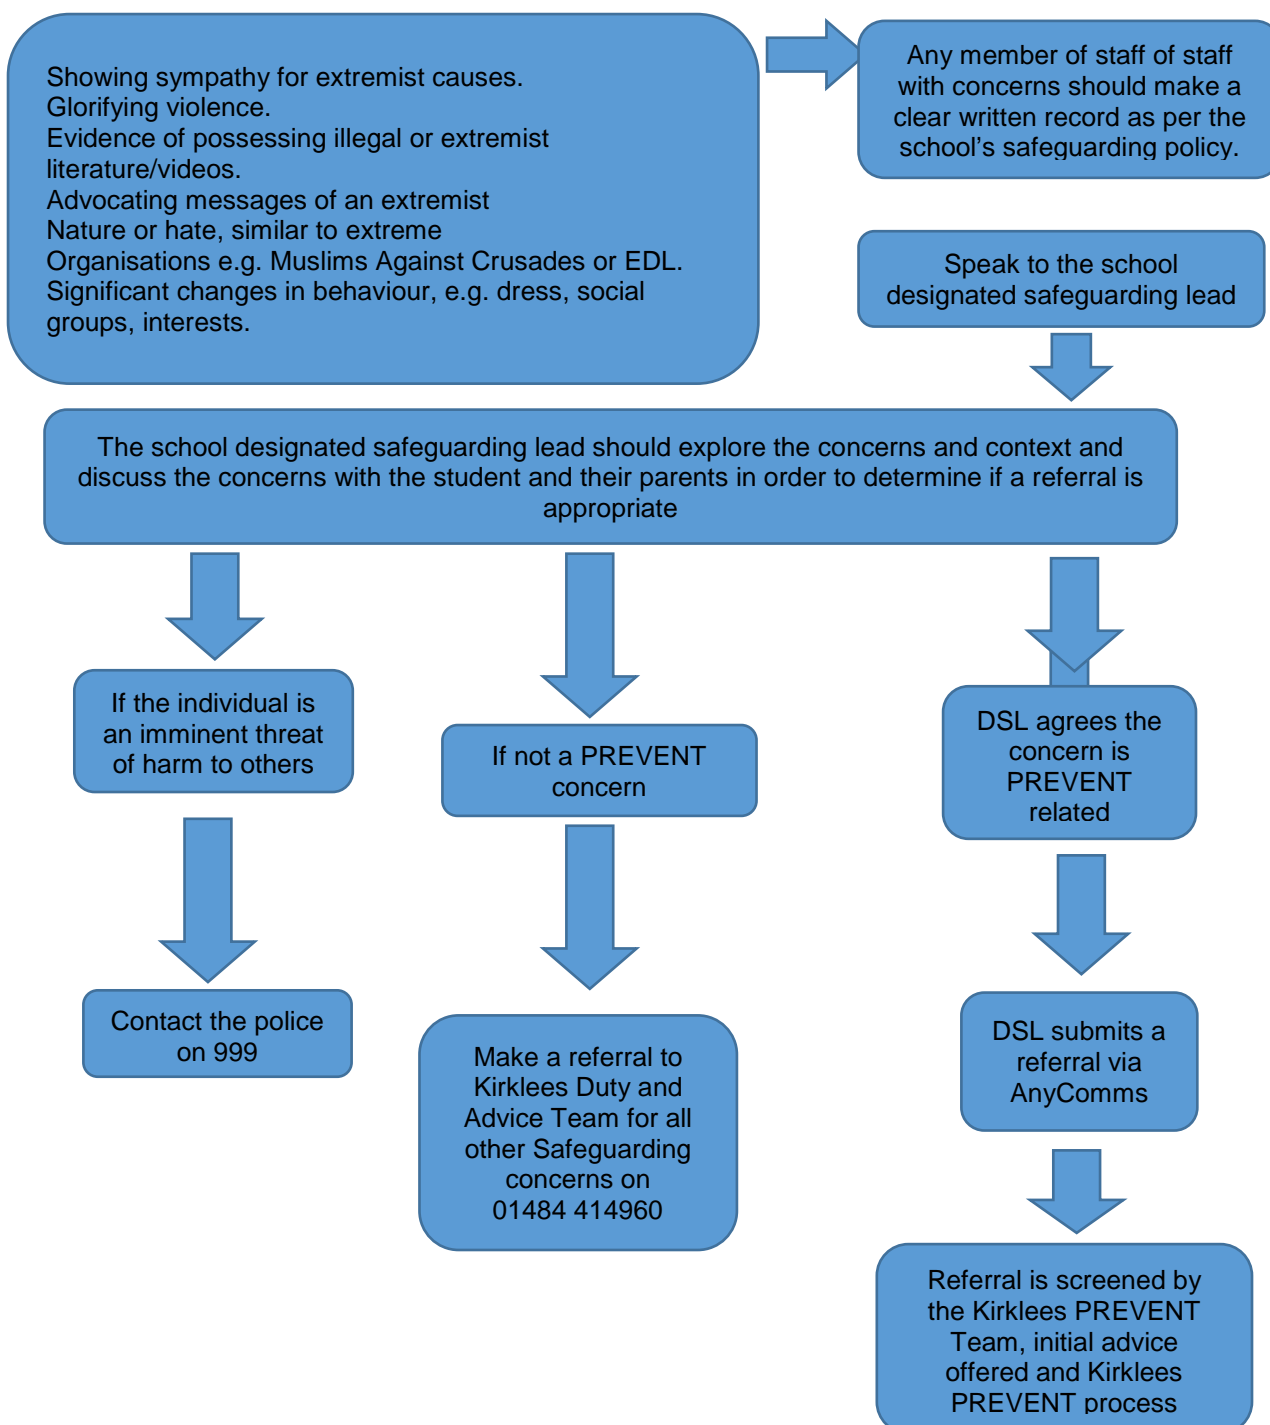 Showing sympathy for extremist causes.
Glorifying violence.
Evidence of possessing illegal or extremist
literature/videos.
Advocating messages of an extremist
Nature or hate, similar to extreme
Organisations e.g. Muslims Against Crusades or EDL.
Significant changes in behaviour, e.g. dress, social
groups, interests.
Any member of staff of staff
with concerns should make a
clear written record as per the
school’s safeguarding policy.
Speak to the school
designated safeguarding lead
The school designated safeguarding lead should explore the concerns and context and
discuss the concerns with the student and their parents in order to determine if a referral is
appropriate
If the individual is
an imminent threat
of harm to others
If not a PREVENT
concern
DSL agrees the
concern is
PREVENT
related
Contact the police
on 999
Make a referral to
Kirklees Duty and
Advice Team for all
other Safeguarding
concerns on
01484 414960
DSL submits a
referral via
AnyComms
Referral is screened by
the Kirklees PREVENT
Team, initial advice
offered and Kirklees
PREVENT process